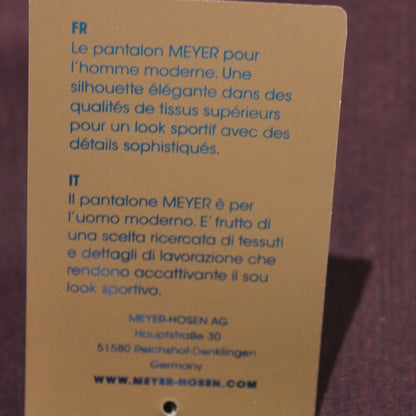 FR
Le pantalon MEYER pour
l'homme moderne. Une
silhouette élégante dans des
qualités de tissus supérieurs
pour un look sportif avec des
détails sophistiqués.
IT
Il pantalone MEYER è per
l'uomo moderno. E' frutto di
una scelta ricercata di tessuti
e dettagli di lavorazione che
rendono accattivante il sou
look sportivo.
MEYER-HOSEN AG
Hauptstraße 30
51580 Reichshof-Denklingen
Germany
WWW.MEYER-HOSEN.COM